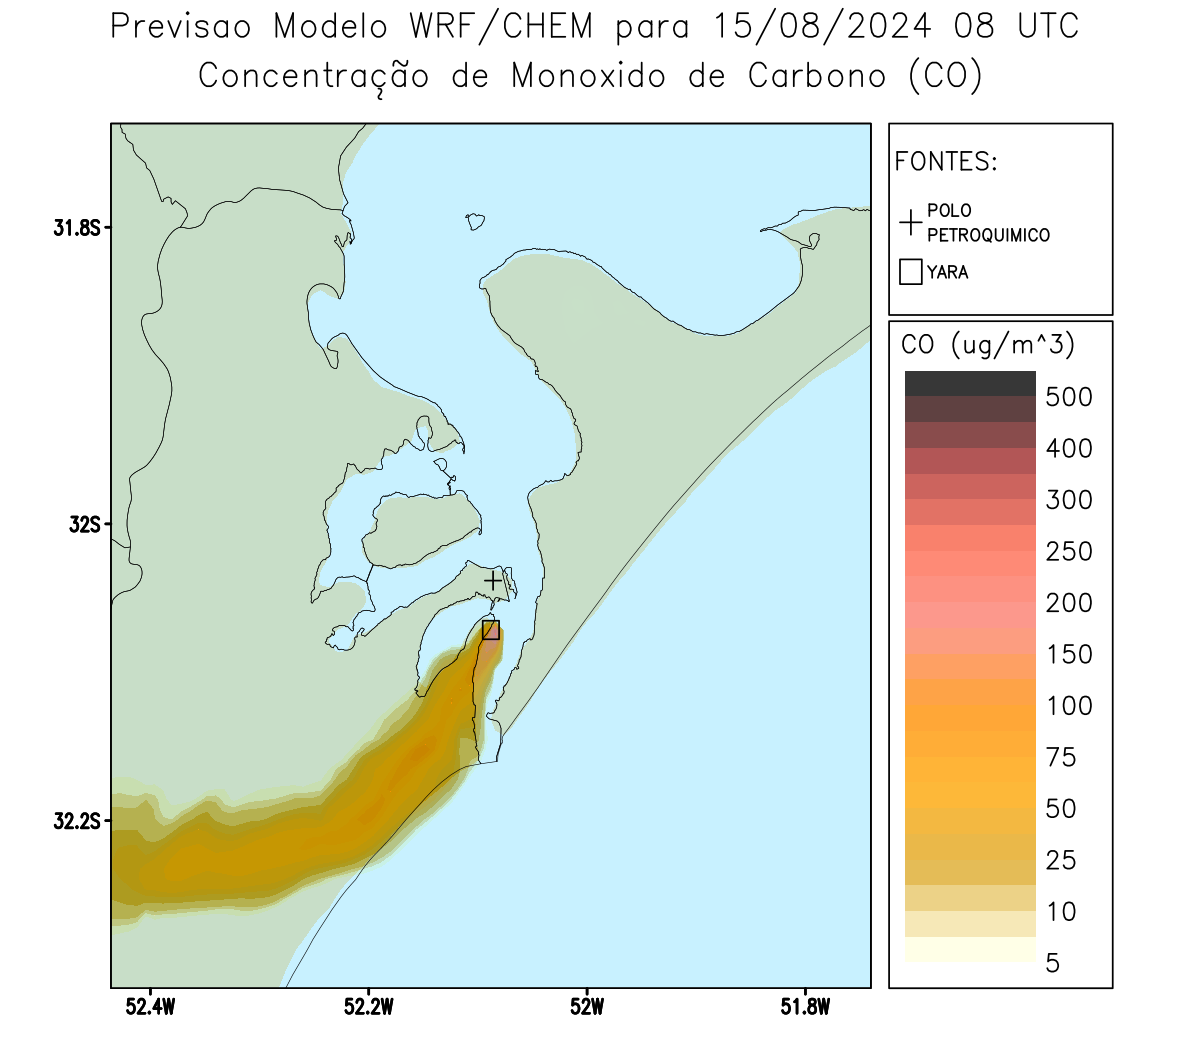 Previsao Modelo WRF/CHEM para 15/08/2024 08 UTC
Concentração de Monoxido de Carbono (CO)
FONTES:
POLO
PETROQUIMICO
YARA
CO (ug/m^3)
500
400
300
250
200
150
100
75
50
25
10
5
31.8S
32S
32.2S
52.4W
52.2W
52W
51.8W